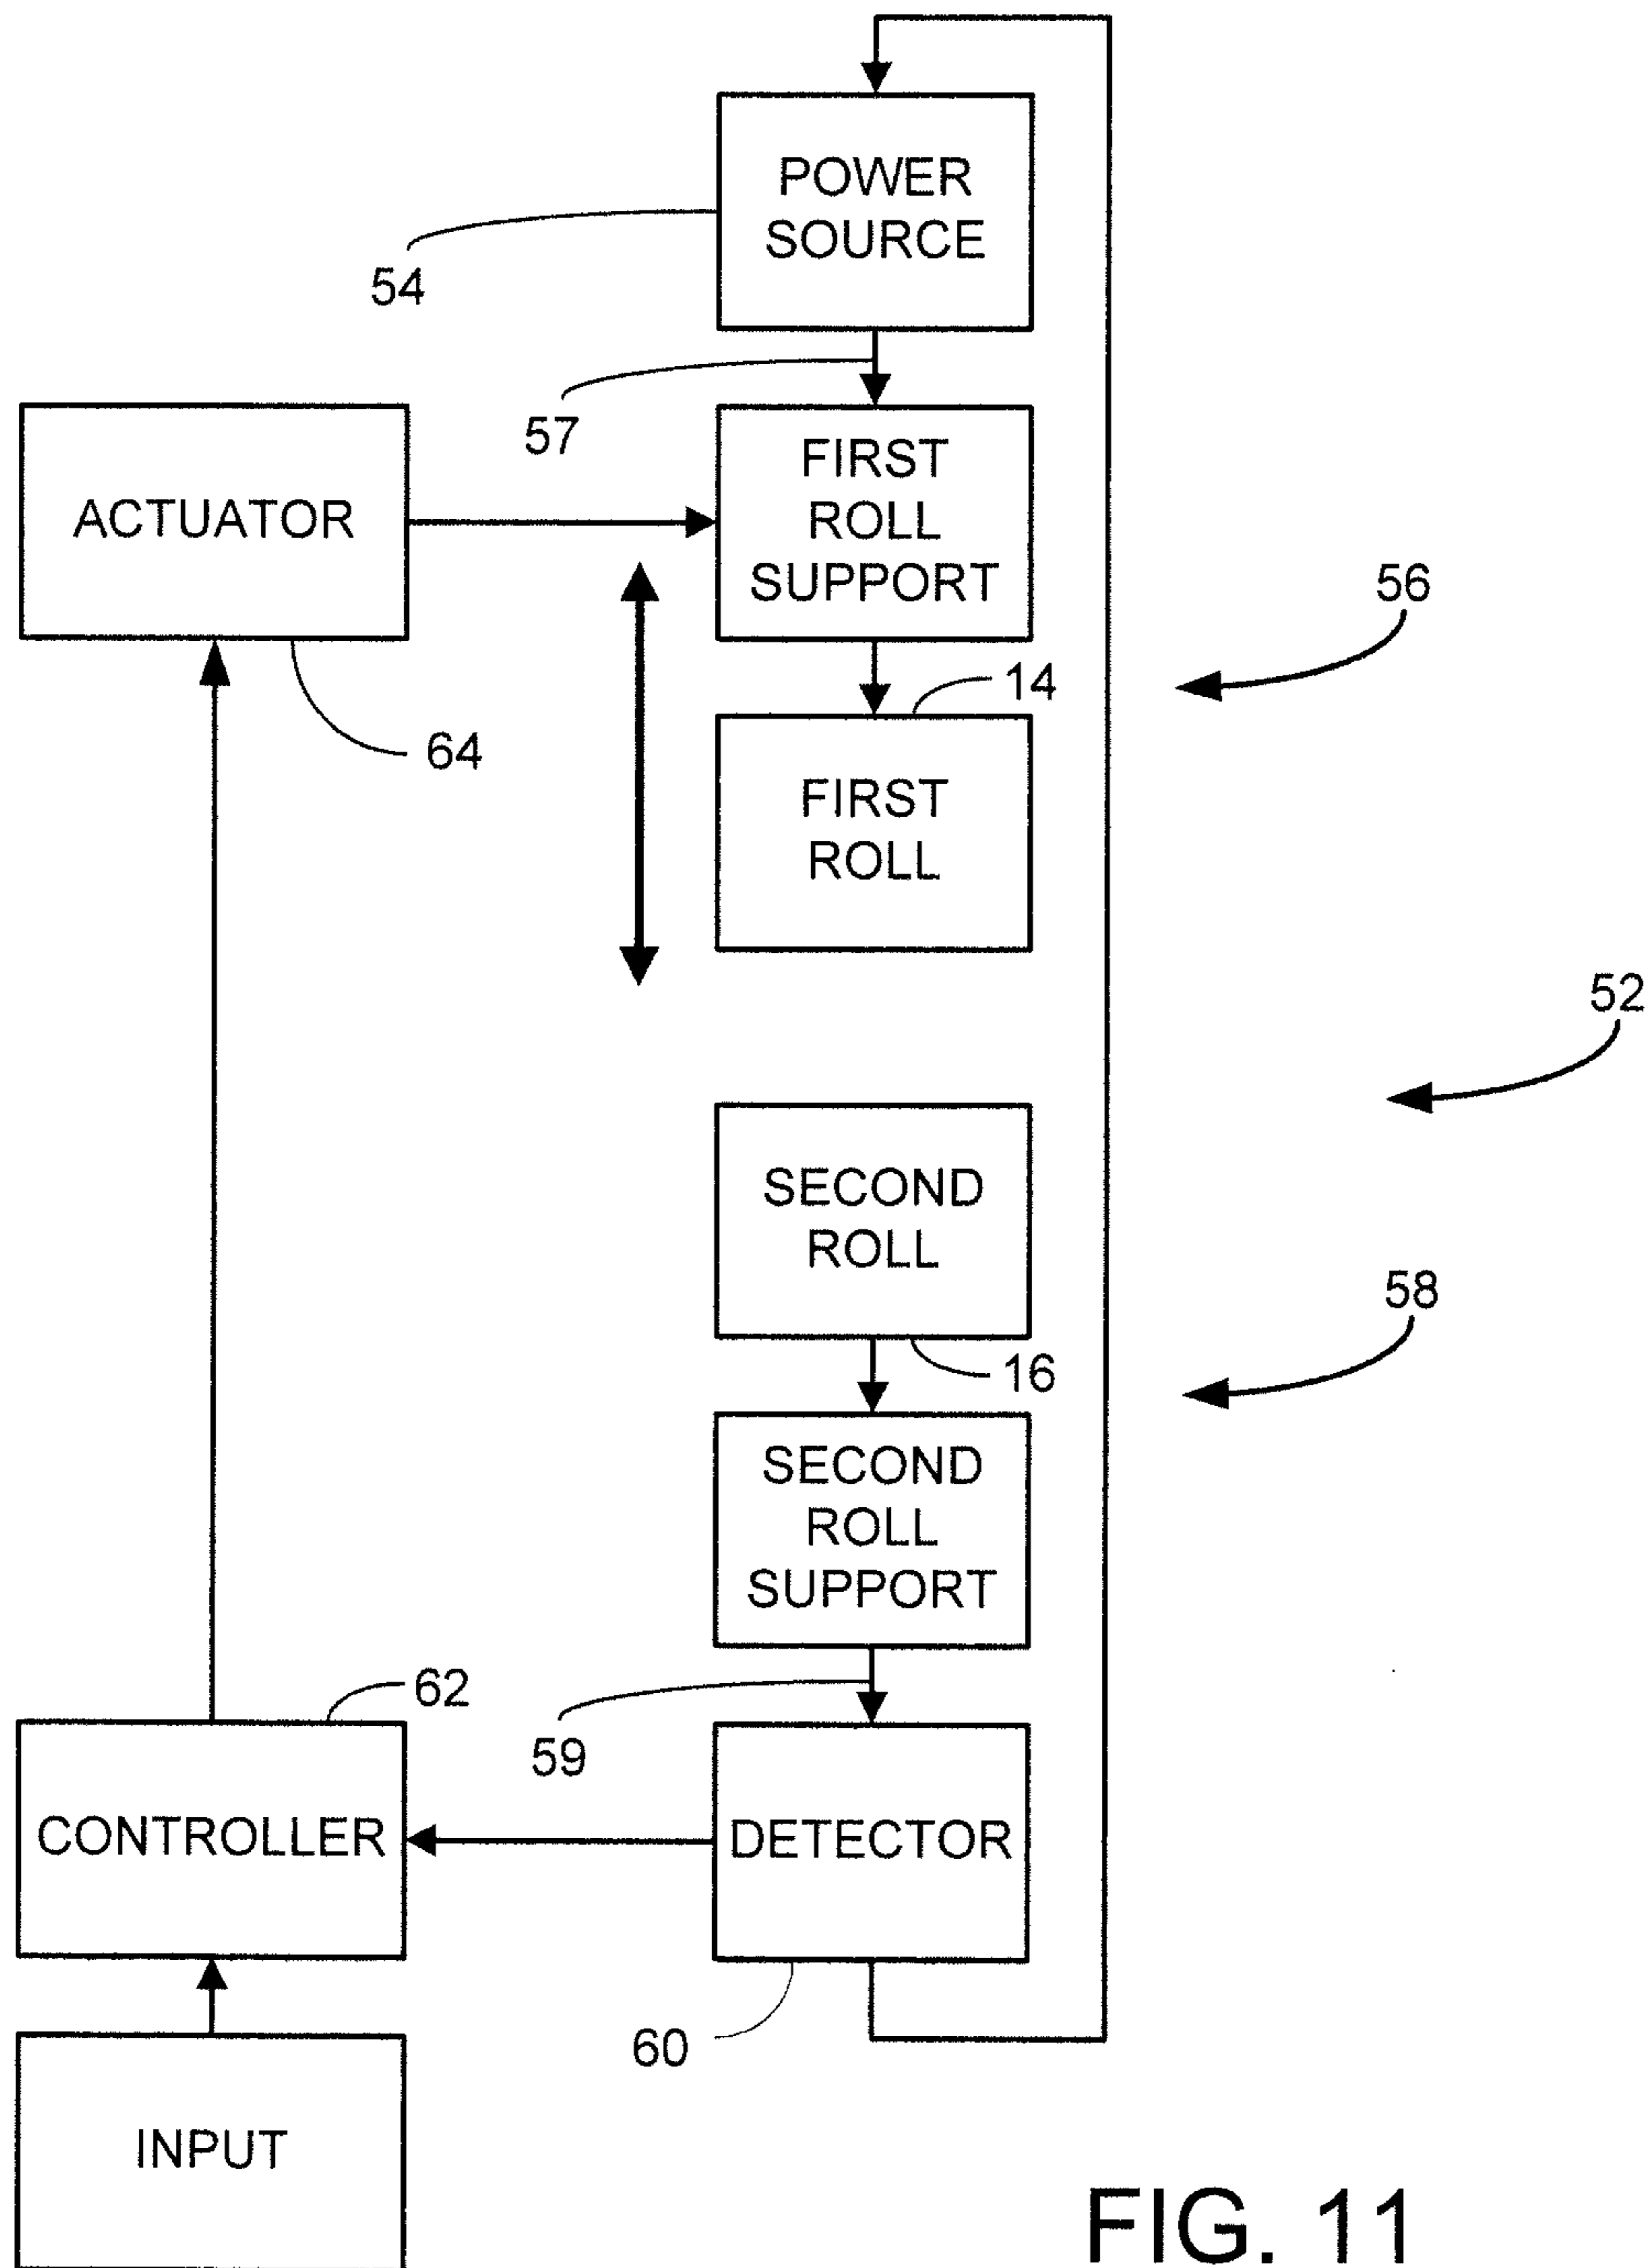 POWER
SOURCE
54
57
ACTUATOR
FIRST
ROLL
SUPPORT
56
14
64
FIRST
ROLL
52
SECOND
ROLL
58
16
SECOND
ROLL
SUPPORT
62
59
CONTROLLER
DETECTOR
60
INPUT
FIG. 11